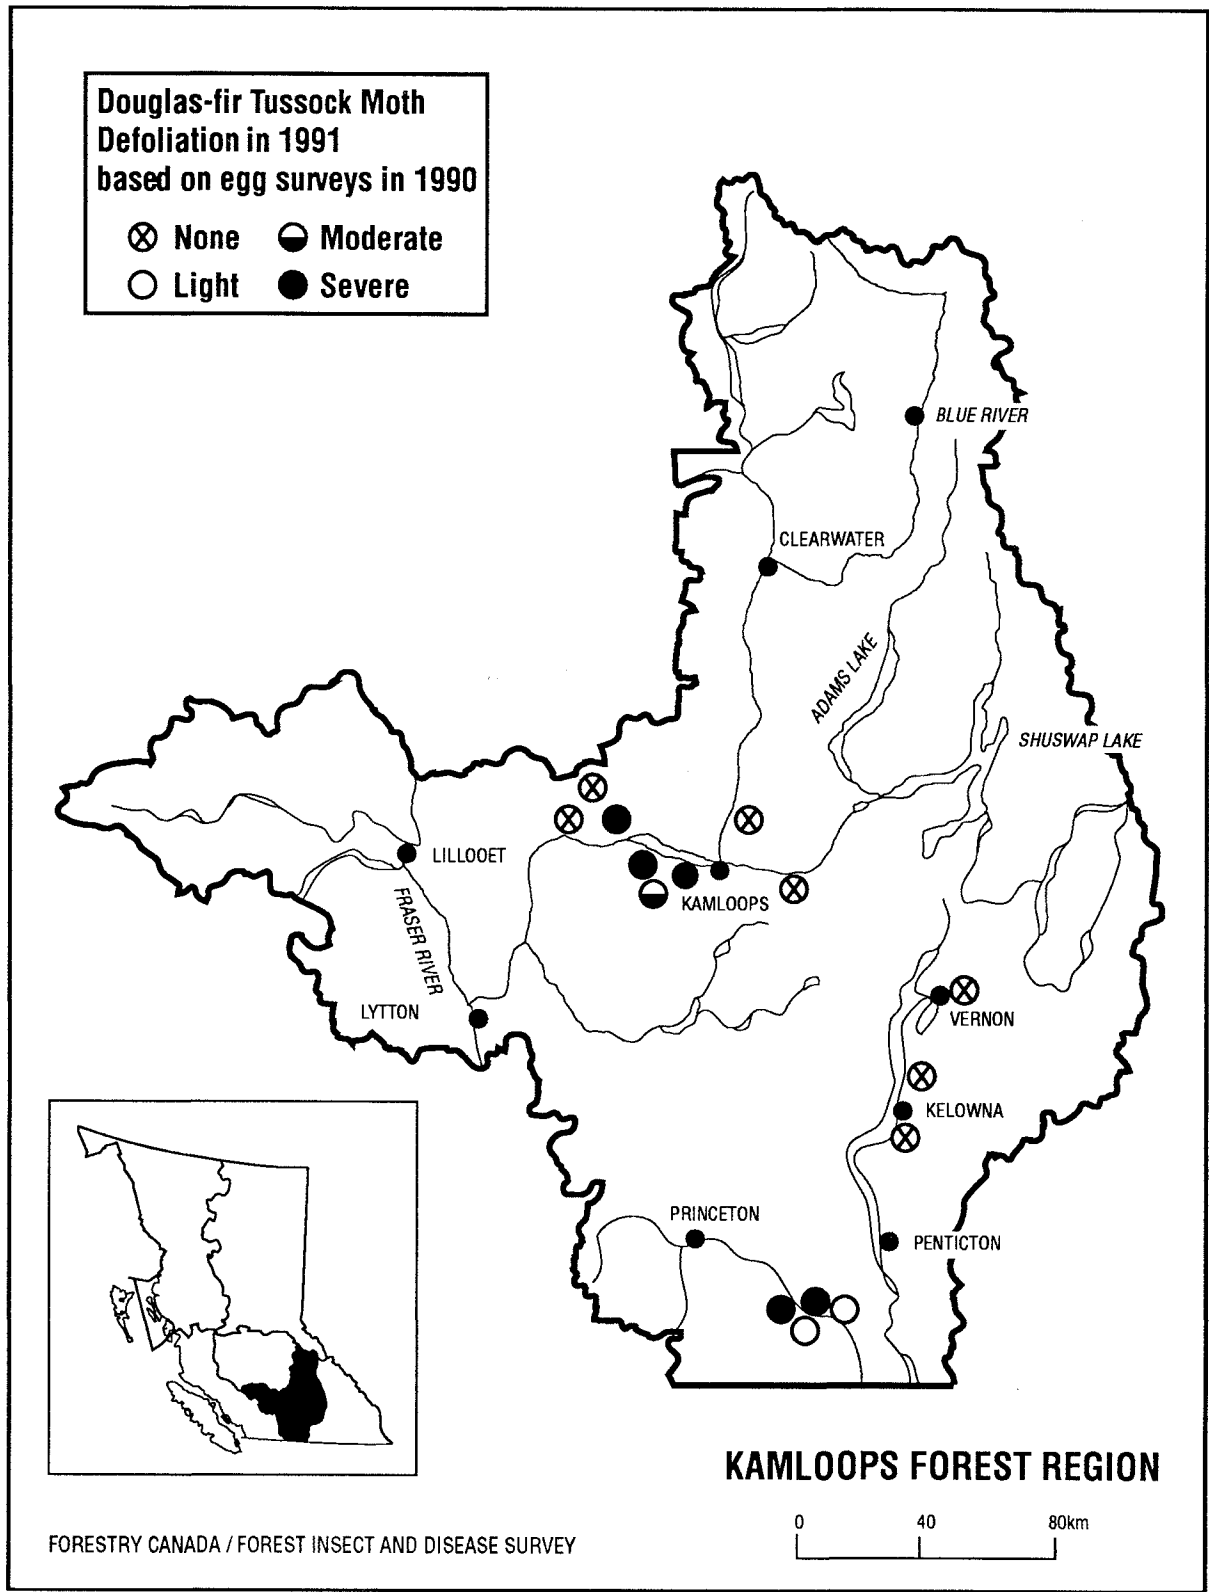 Douglas-fir Tussock Moth
Defoliation in 1991
based on egg surveys in 1990
None Moderate
Light Severe
BLUE RIVER
CLEARWATER
ADAMS LAKE
SHUSWAP LAKE
LILLOOET
KAMLOOPS
FRASER RIVER
LYTTON
VERNON
KELOWNA
PRINCETON
PENTICTON
KAMLOOPS FOREST REGION
0 40 80km
FORESTRY CANADA / FOREST INSECT AND DISEASE SURVEY